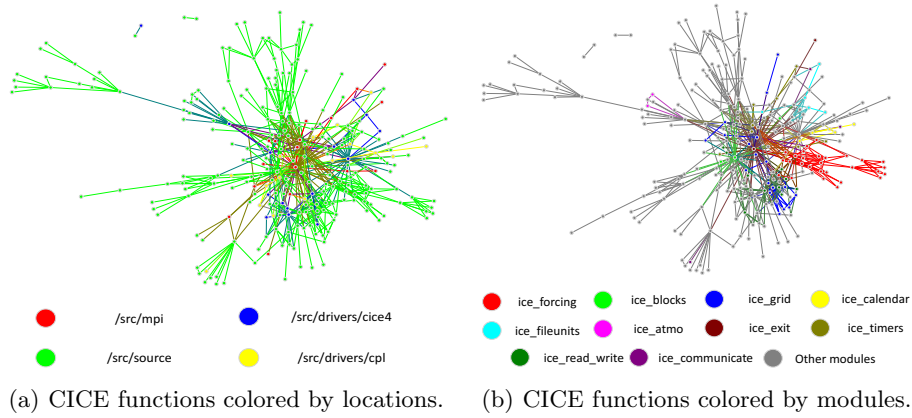 /src/mpi /src/drivers/cice4
/src/source /src/drivers/cpl
ice_forcing ice_blocks ice_grid ice_calendar
ice_fileunits ice_atmo ice_exit ice_timers
ice_read_write ice_communicate Other modules
(a) CICE functions colored by locations. (b) CICE functions colored by modules.